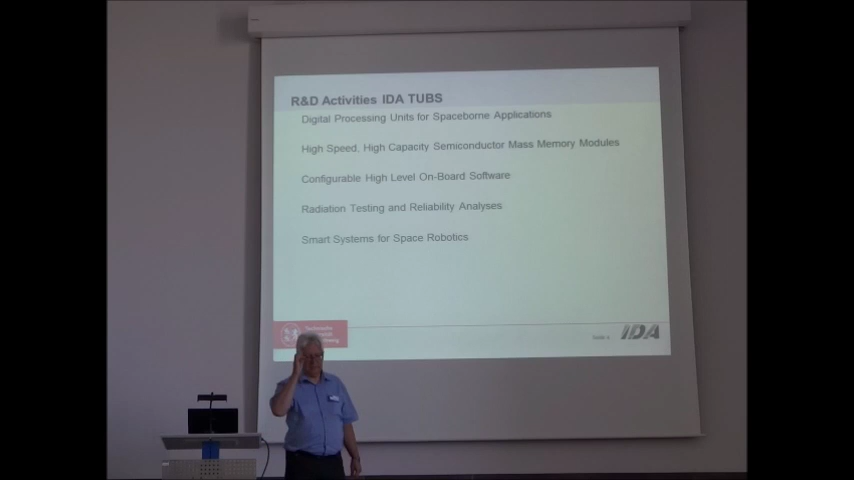 R&D Activities IDA TUBS
Digital Processing Units for Spaceborne Applications
High Speed, High Capacity Semiconductor Mass Memory Modules
Configurable High Level On-Board Software
Radiation Testing and Reliability Analyses
Smart Systems for Space Robotics
Technische
IDA